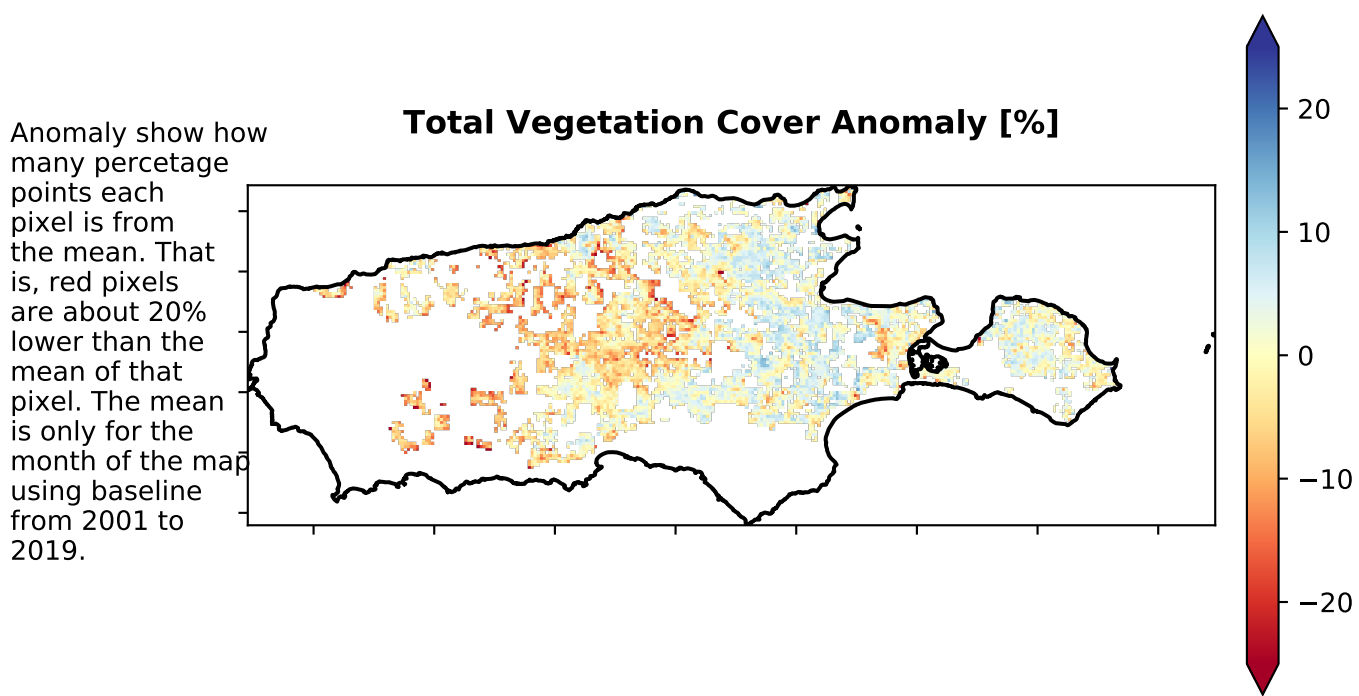 Total Vegetation Cover Anomaly [%]
Anomaly show how
many percetage
points each
pixel is from
the mean. That
is, red pixels
are about 20%
lower than the
mean of that
pixel. The mean
is only for the
month of the map
using baseline
from 2001 to
2019.
20
10
0
−10
−20